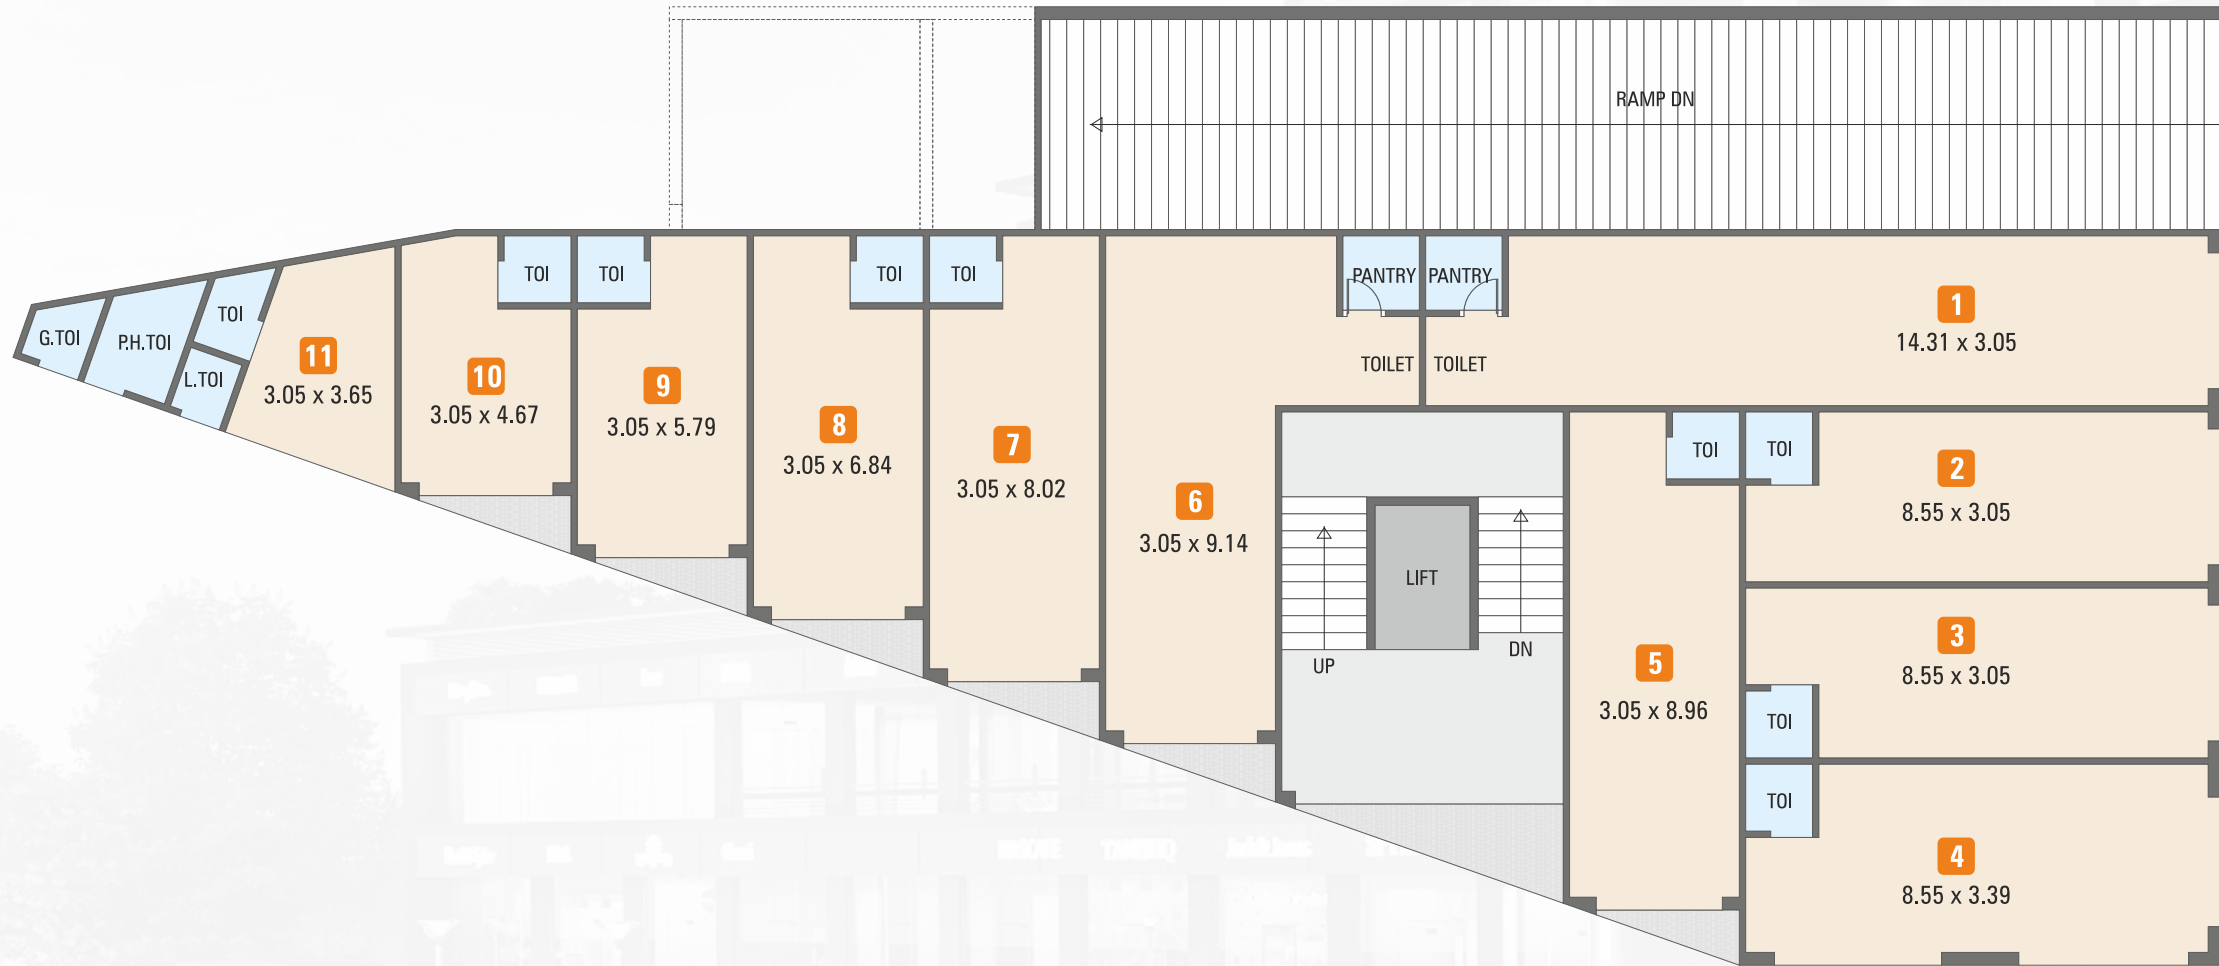 RAMP DN
G.TOI
P.H.TOI
TOI
L.TOI
11
3.05 x 3.65
TOI
10
3.05 x 4.67
TOI
9
3.05 x 5.79
TOI
8
3.05 x 6.84
TOI
7
3.05 x 8.02
6
3.05 x 9.14
PANTRY
PANTRY
TOILET
TOILET
1
14.31 x 3.05
UP
LIFT
DN
TOI
5
3.05 x 8.96
TOI
2
8.55 x 3.05
3
8.55 x 3.05
TOI
TOI
4
8.55 x 3.39